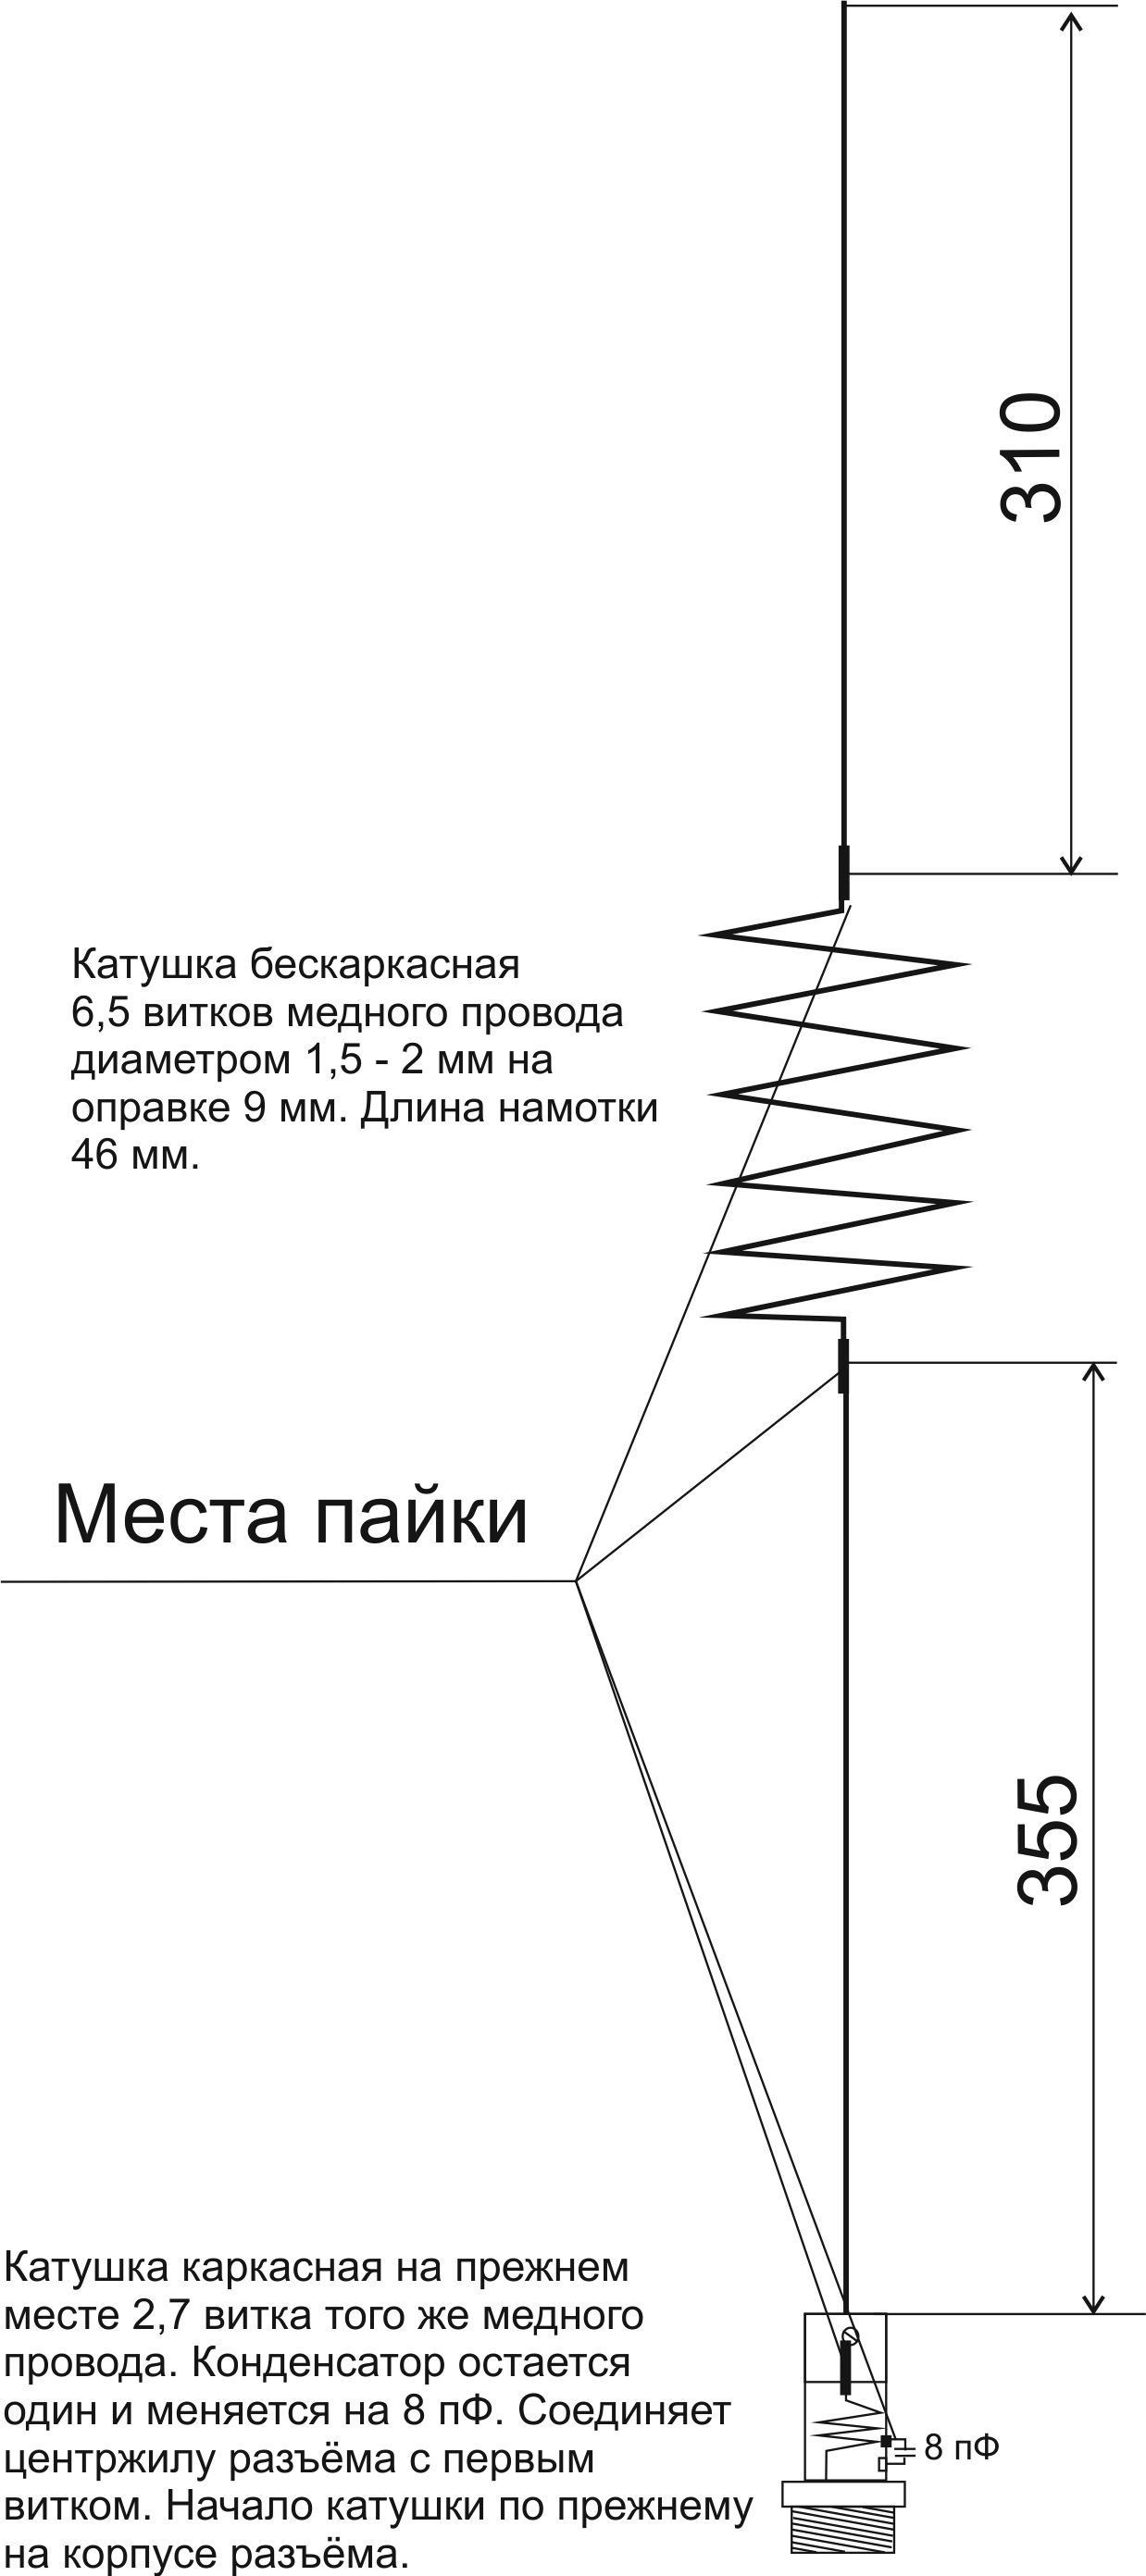 310
Катушка бескаркасная
6,5 витков медного провода
диаметром 1,5 - 2 мм на
оправке 9 мм. Длина намотки
46 мм.
Места пайки
355
Катушка каркасная на прежнем
месте 2,7 витка того же медного
провода. Конденсатор остается
один и меняется на 8 пФ. Соединяет
центржилу разъёма с первым
витком. Начало катушки по прежнему
на корпусе разъёма.
8 пФ